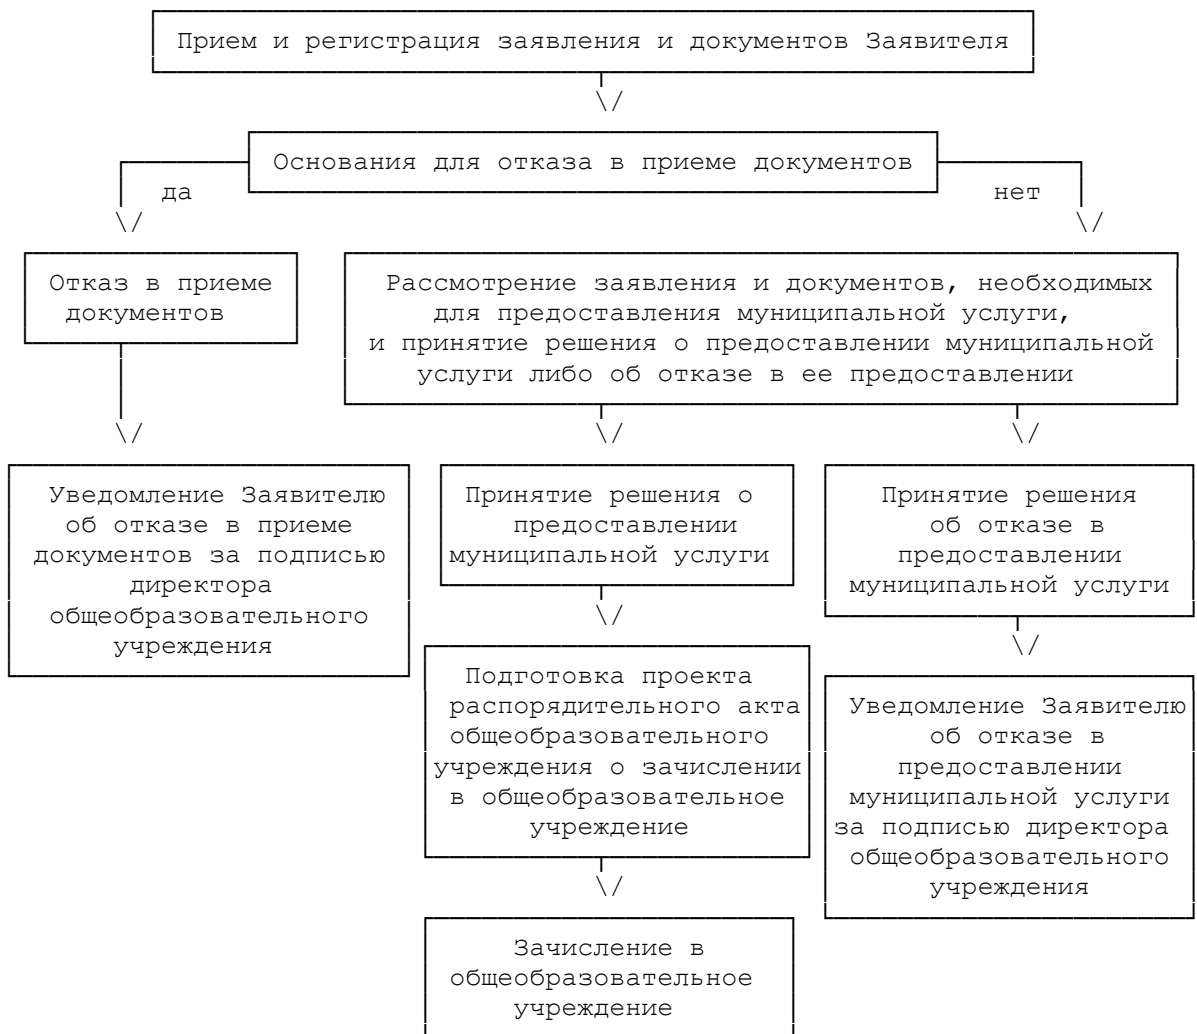 Прием и регистрация заявления и документов Заявителя
Основания для отказа в приеме документов
да
нет
Отказ в приеме
документов
Рассмотрение заявления и документов, необходимых
для предоставления муниципальной услуги,
и принятие решения о предоставлении муниципальной
услуги либо об отказе в ее предоставлении
Уведомление Заявителю
об отказе в приеме
документов за подписью
директора
общеобразовательного
учреждения
Принятие решения о
предоставлении
муниципальной услуги
Принятие решения
об отказе в
предоставлении
муниципальной услуги
Подготовка проекта
распорядительного акта
общеобразовательного
учреждения о зачислении
в общеобразовательное
учреждение
Уведомление Заявителю
об отказе в
предоставлении
муниципальной услуги
за подписью директора
общеобразовательного
учреждения
Зачисление в
общеобразовательное
учреждение